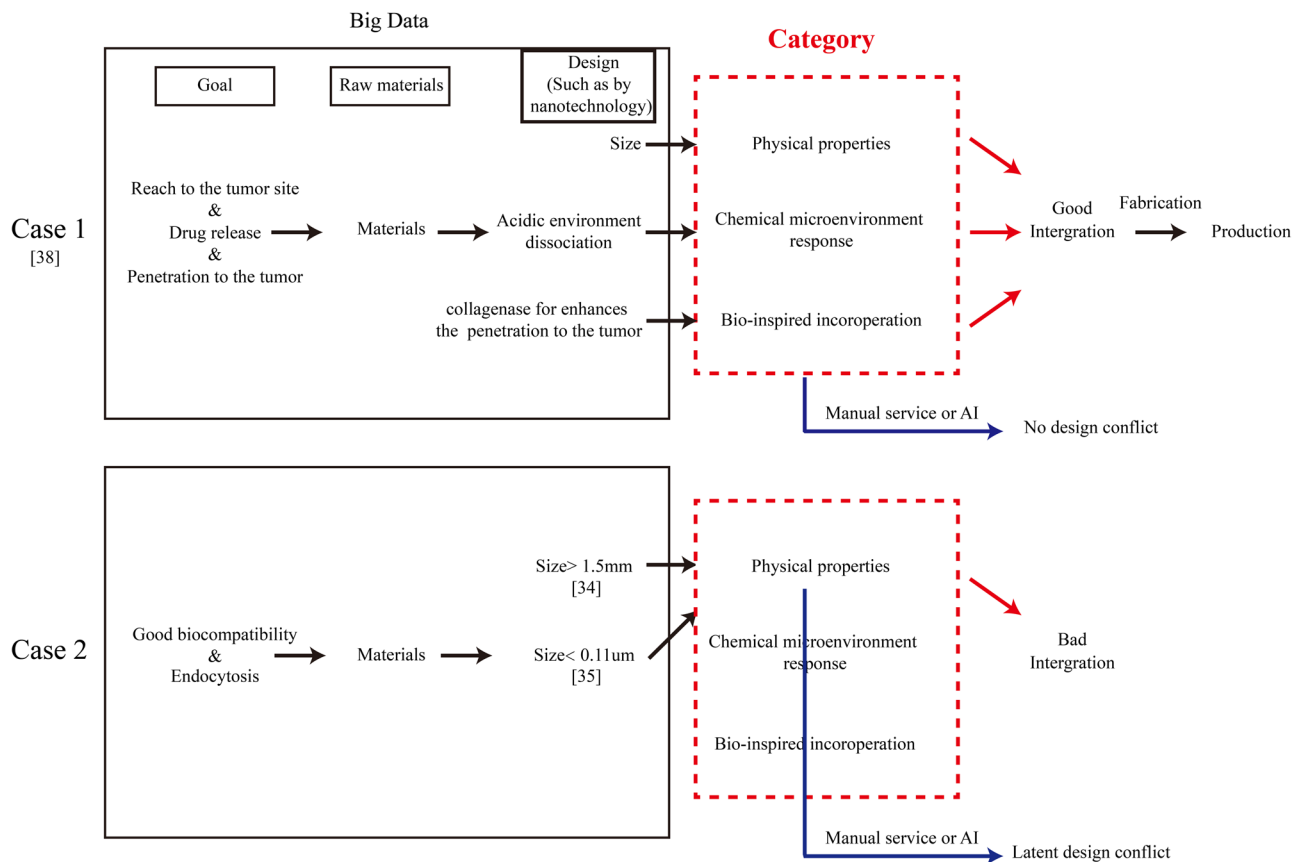 Big Data
Category
Goal
Raw materials
Design
(Such as by
nanotechnology)
Case 1
[38]
Reach to the tumor site
&
Drug release
&
Penetration to the tumor
Materials
Size
Acidic environment
dissociation
collagenase for enhances
the penetration to the tumor
Physical properties
Chemical microenvironment
response
Bio-inspired incoroperation
Good
Intergration
Fabrication
Production
Manual service or AI
No design conflict
Case 2
Good biocompatibility
&
Endocytosis
Materials
Size> 1.5mm
[34]
Size< 0.11um
[35]
Physical properties
Chemical microenvironment
response
Bio-inspired incoroperation
Bad
Intergration
Manual service or AI
Latent design conflict